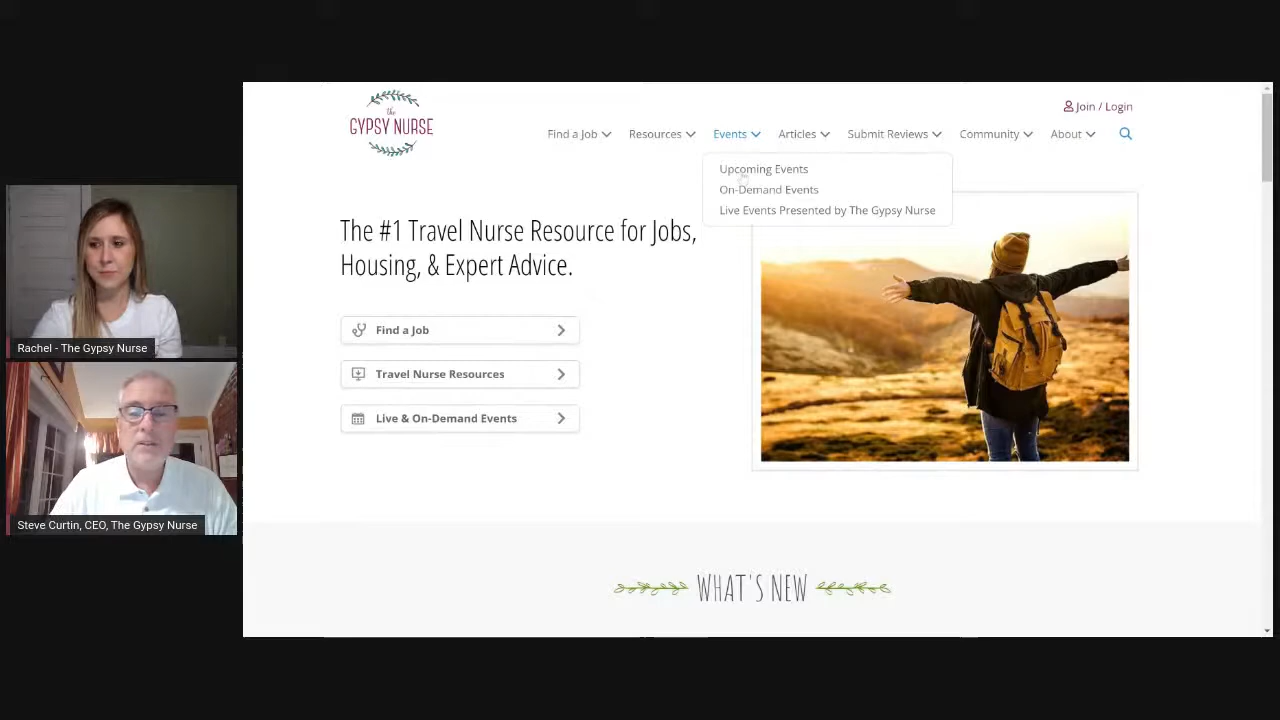 the
GYPSY NURSE
Join / Login
Find a Job
Resources
Events
Articles
Submit Reviews
Community
About
Upcoming Events
On-Demand Events
Live Events Presented by The Gypsy Nurse
The #1 Travel Nurse Resource for Jobs,
Housing, & Expert Advice.
Find a Job
Travel Nurse Resources
Live & On-Demand Events
WHAT'S NEW
Rachel - The Gypsy Nurse
Steve Curtin, CEO, The Gypsy Nurse